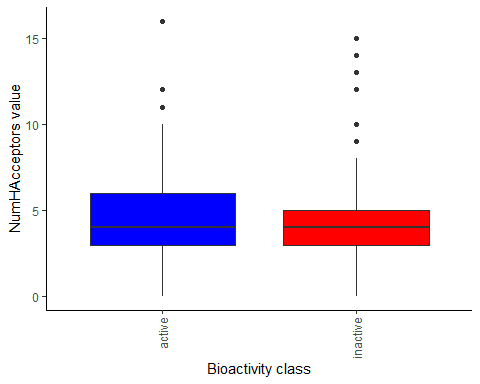 NumHAcceptors value
15
10
5
0
active
inactive
Bioactivity class